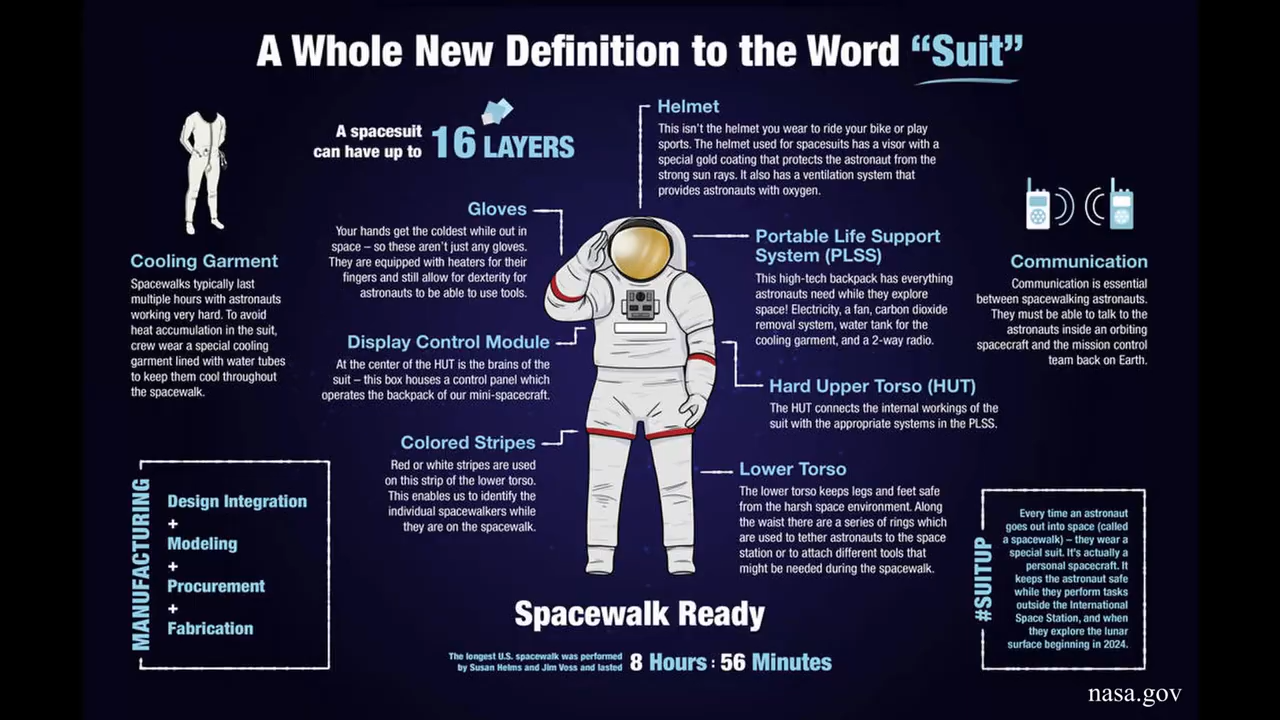 A Whole New Definition to the Word “Suit”
A spacesuit
can have up to
16 LAYERS
Helmet
This isn't the helmet you wear to ride your bike or play
sports. The helmet used for spacesuits has a visor with a
special gold coating that protects the astronaut from the
strong sun rays. It also has a ventilation system that
provides astronauts with oxygen.
Gloves
Your hands get the coldest while out in
space – so these aren't just any gloves.
They are equipped with heaters for their
fingers and still allow for dexterity for
astronauts to be able to use tools.
Portable Life Support
System (PLSS)
This high-tech backpack has everything
astronauts need while they explore
space! Electricity, a fan, carbon dioxide
removal system, water tank for the
cooling garment, and a 2-way radio.
Cooling Garment
Spacewalks typically last
multiple hours with astronauts
working very hard. To avoid
heat accumulation in the suit,
crew wear a special cooling
garment lined with water tubes
to keep them cool throughout
the spacewalk.
Communication
Communication is essential
between spacewalking astronauts.
They must be able to talk to the
astronauts inside an orbiting
spacecraft and the mission control
team back on Earth.
Display Control Module
At the center of the HUT is the brains of the
suit – this box houses a control panel which
operates the backpack of our mini-spacecraft.
Hard Upper Torso (HUT)
The HUT connects the internal workings of the
suit with the appropriate systems in the PLSS.
Colored Stripes
Red or white stripes are used
on this strip of the lower torso.
This enables us to identify the
individual spacewalkers while
they are on the spacewalk.
Lower Torso
The lower torso keeps legs and feet safe
from the harsh space environment. Along
the waist there are a series of rings which
are used to tether astronauts to the space
station or to attach different tools that
might be needed during the spacewalk.
MANUFACTURING
Design Integration
+
Modeling
+
Procurement
+
Fabrication
#SUITUP
Every time an astronaut
goes out into space (called
a spacewalk) – they wear a
special suit. It's actually a
personal spacecraft. It
keeps the astronaut safe
while they perform tasks
outside the International
Space Station, and when
they explore the lunar
surface beginning in 2024.
Spacewalk Ready
The longest U.S. spacewalk was performed
by Susan Helms and Jim Voss and lasted
8 Hours : 56 Minutes
nasa.gov